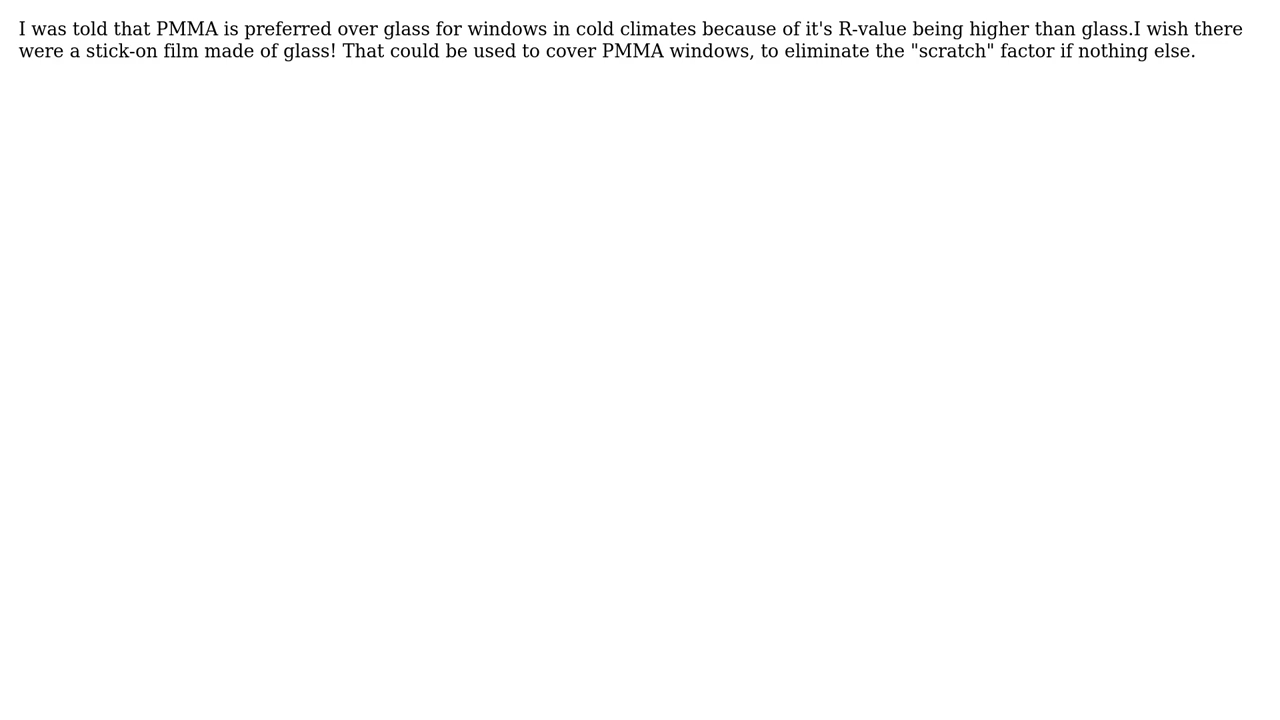 I was told that PMMA is preferred over glass for windows in cold climates because of it's R-value being higher than glass.I wish there
were a stick-on film made of glass! That could be used to cover PMMA windows, to eliminate the "scratch" factor if nothing else.